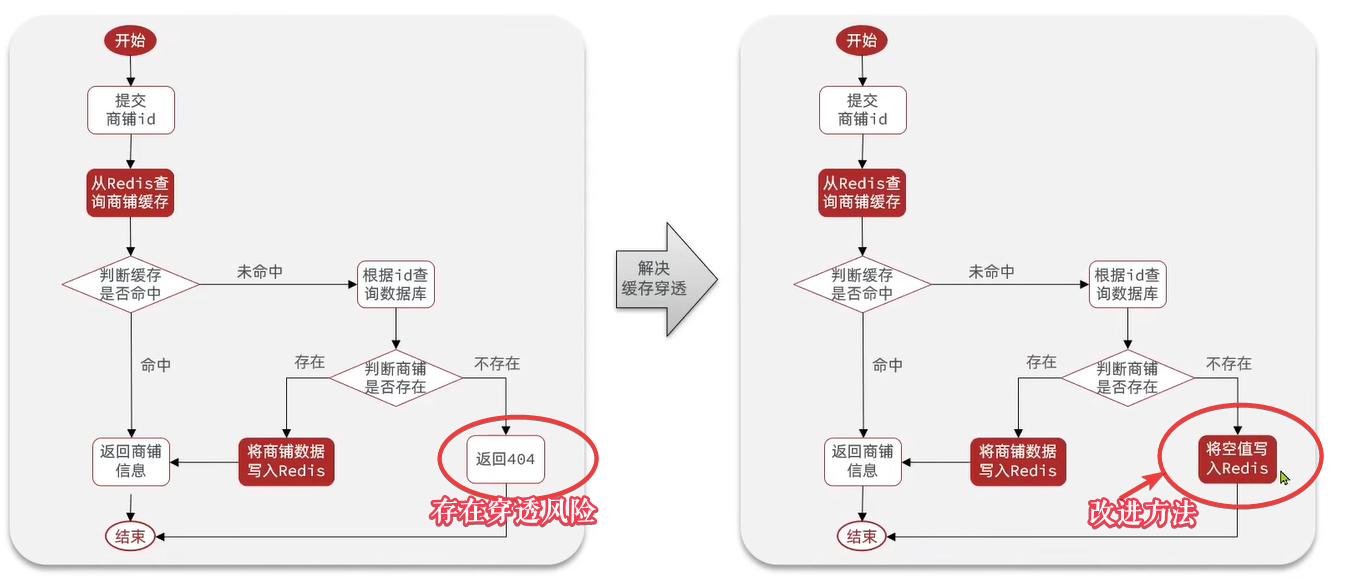 开始
提交
商铺id
从Redis查
询商铺缓存
判断缓存
是否命中
未命中
根据id查
询数据库
命中
判断商铺
是否存在
存在
不存在
返回商铺
信息
将商铺数据
写入Redis
返回404
存在穿透风险
结束
解决
缓存穿透
开始
提交
商铺id
从Redis查
询商铺缓存
判断缓存
是否命中
未命中
根据id查
询数据库
命中
判断商铺
是否存在
存在
不存在
返回商铺
信息
将商铺数据
写入Redis
将空值写
入Redis
改进方法
结束